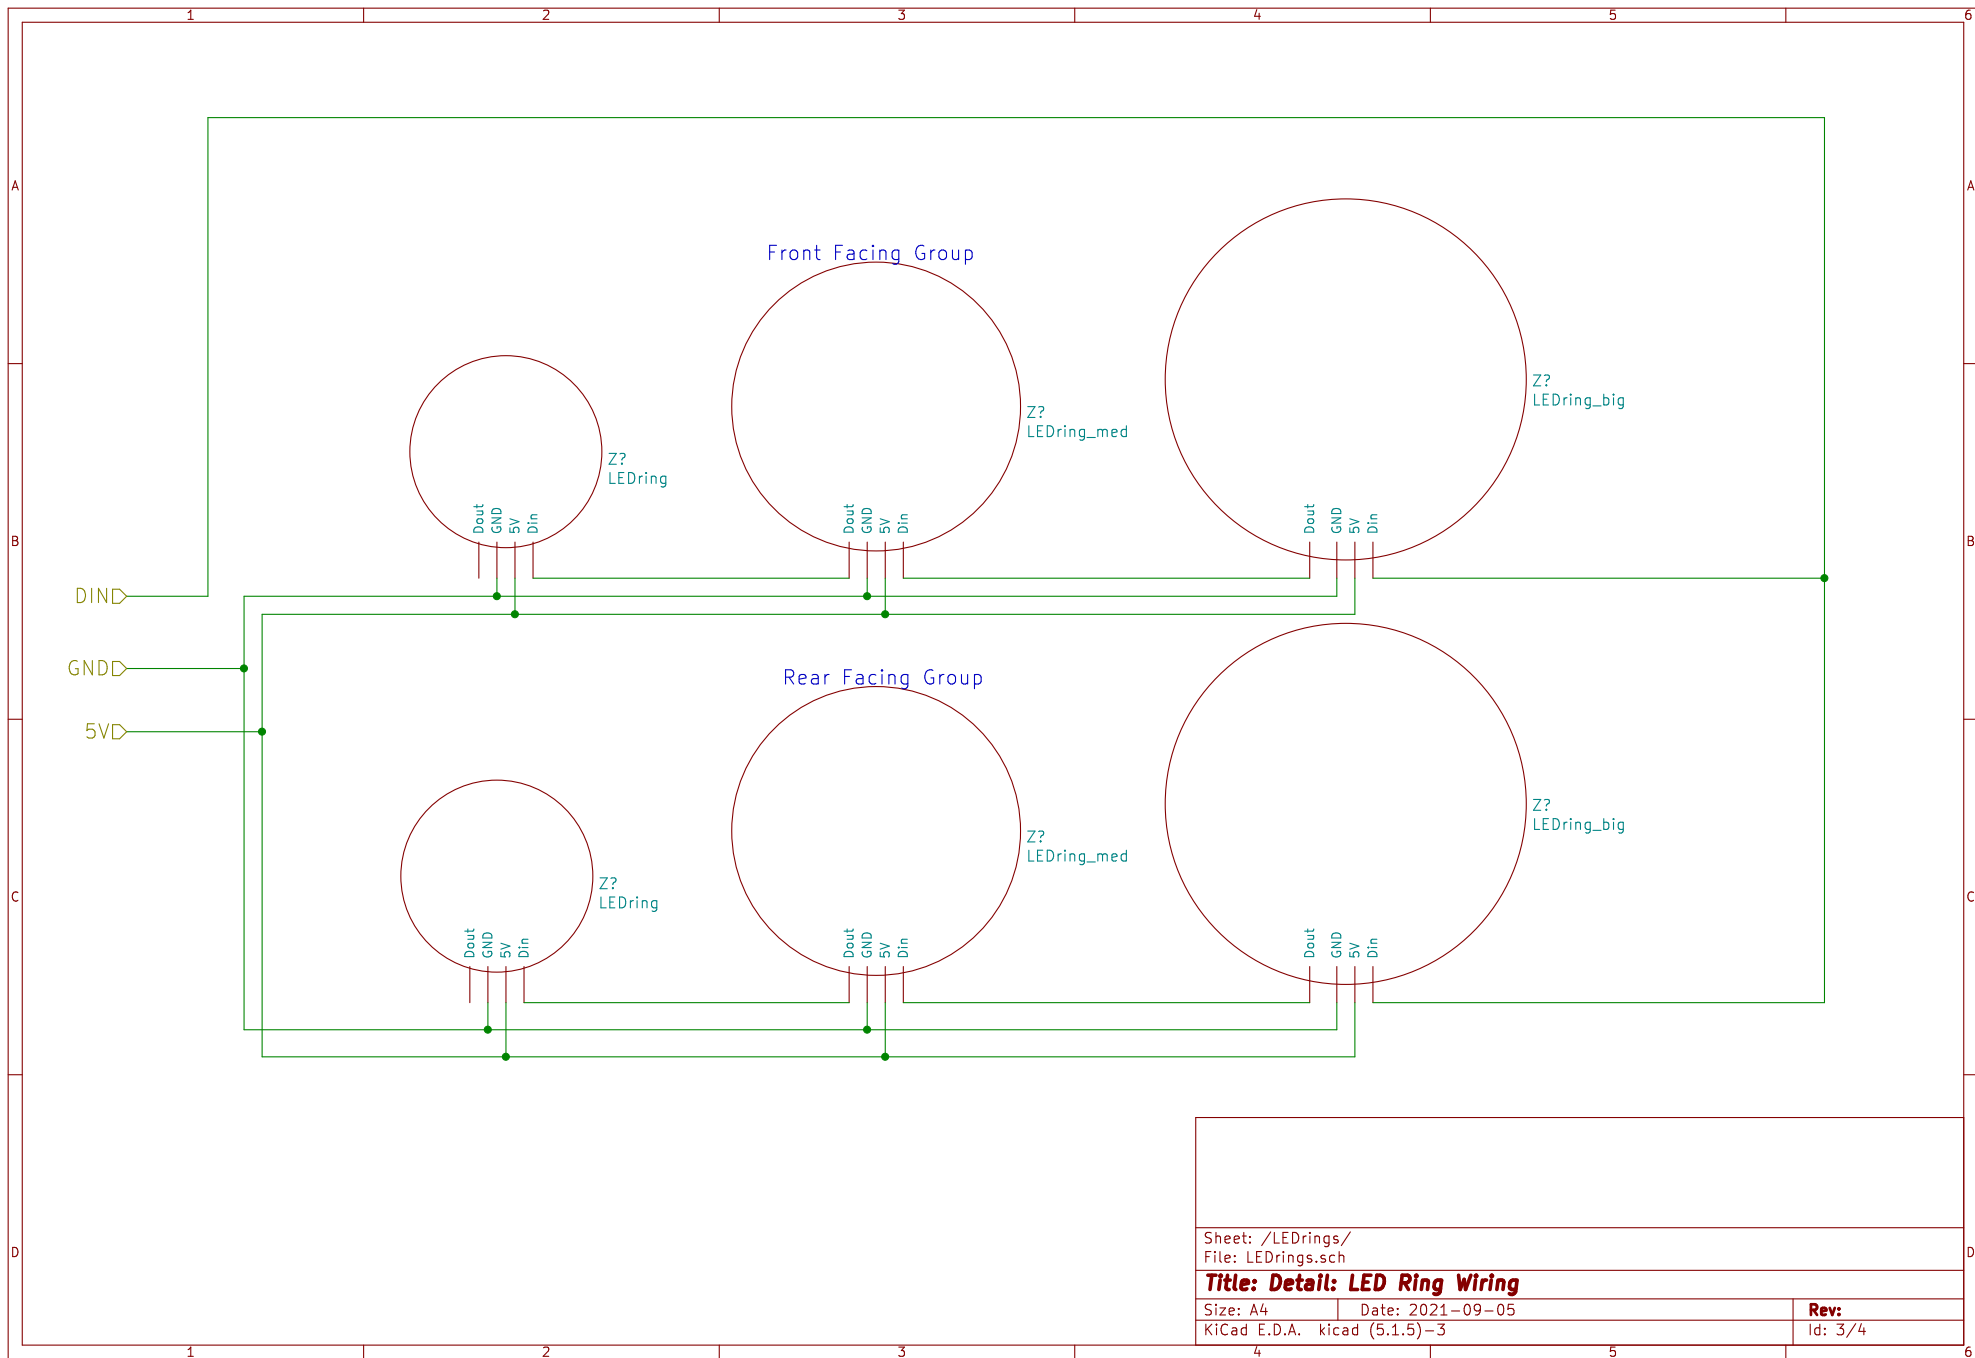 1 2 3 4 5 6
A A
Front Facing Group
Z?
LEDring_big
Z?
LEDring_med
Z?
LEDring
Dout GND 5V Din
Dout GND 5V Din
Dout GND 5V Din
B B
DIN
GND
Rear Facing Group
5V
Z?
LEDring_big
Z?
LEDring_med
Z?
LEDring
C C
Dout GND 5V Din
Dout GND 5V Din
Dout GND 5V Din
Sheet: /LEDrings/
File: LEDrings.sch
D D
Title: Detail: LED Ring Wiring
Size: A4 Date: 2021-09-05 Rev:
KiCad E.D.A. kicad (5.1.5)-3 Id: 3/4
1 2 3 4 5 6